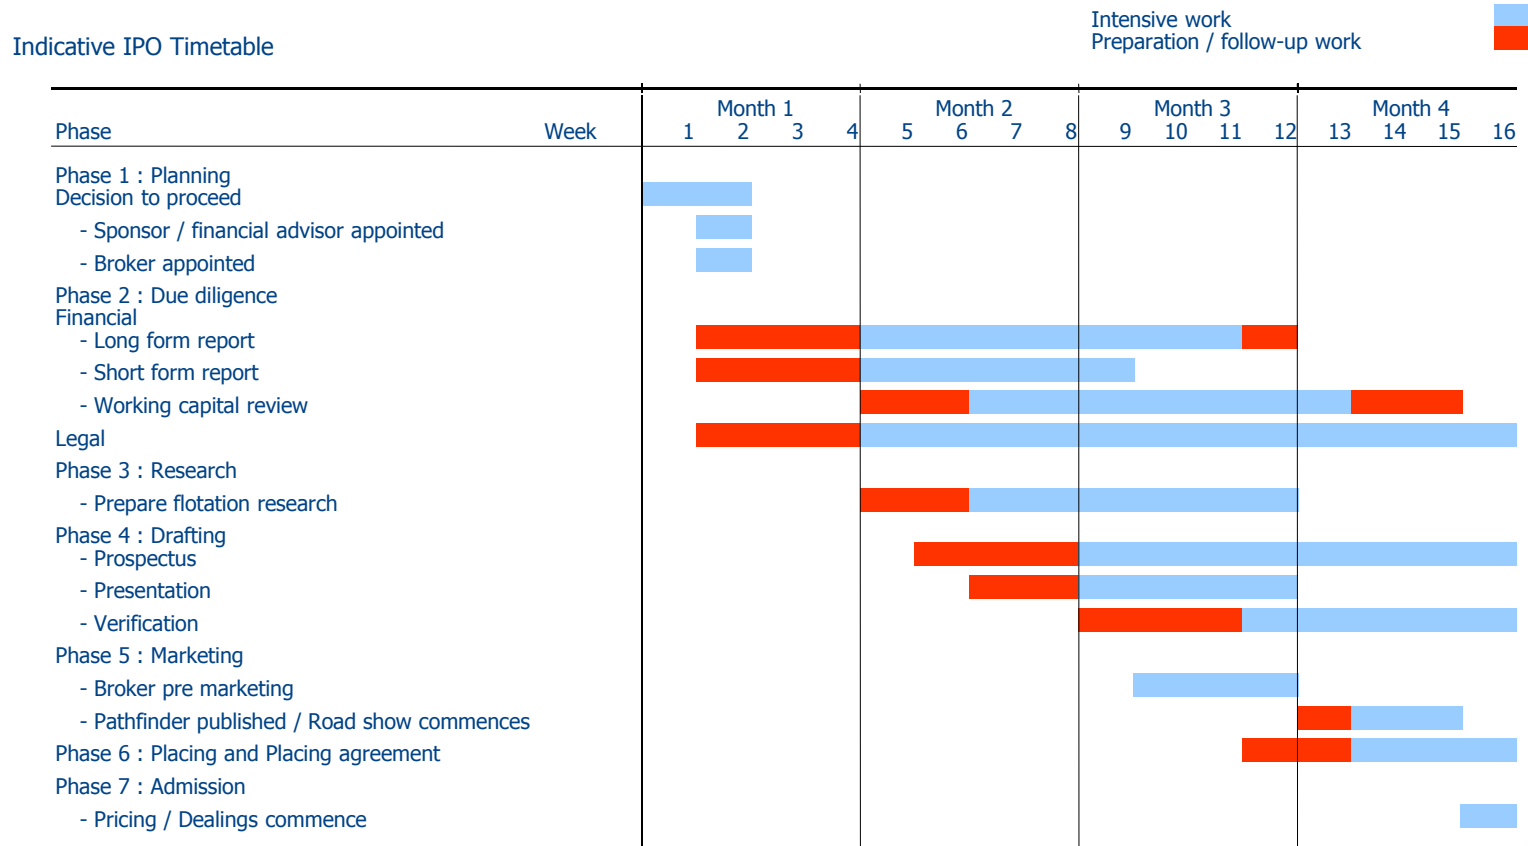 Intensive work
Preparation / follow-up work
Indicative IPO Timetable
Month 1 Month 2 Month 3 Month 4
Phase Week 1 2 3 4 5 6 7 8 9 10 11 12 13 14 15 16
Phase 1 : Planning
Decision to proceed
- Sponsor / financial advisor appointed
- Broker appointed
Phase 2 : Due diligence
Financial
- Long form report
- Short form report
- Working capital review
Legal
Phase 3 : Research
- Prepare flotation research
Phase 4 : Drafting
- Prospectus
- Presentation
- Verification
Phase 5 : Marketing
- Broker pre marketing
- Pathfinder published / Road show commences
Phase 6 : Placing and Placing agreement
Phase 7 : Admission
- Pricing / Dealings commence